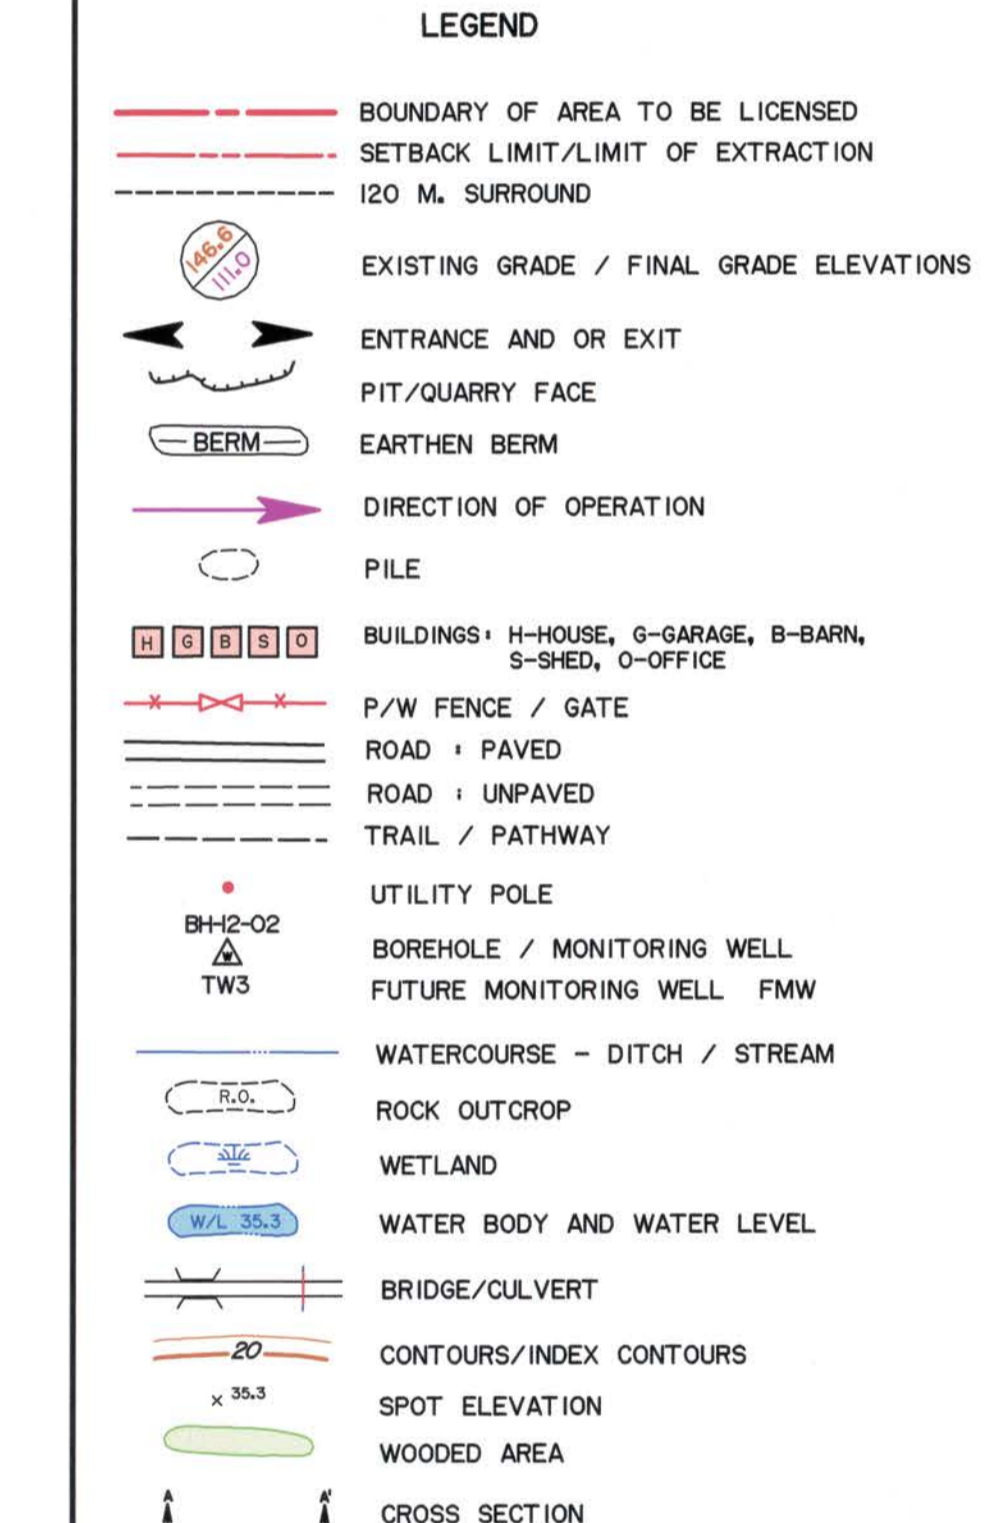 LEGEND
BOUNDARY OF AREA TO BE LICENSED
SETBACK LIMIT/LIMIT OF EXTRACTION
120 M. SURROUND
146.6
111.0
EXISTING GRADE / FINAL GRADE ELEVATIONS
ENTRANCE AND OR EXIT
PIT/QUARRY FACE
BERM EARTHEN BERM
DIRECTION OF OPERATION
PILE
H G B S O BUILDINGS: H-HOUSE, G-GARAGE, B-BARN,
S-SHED, O-OFFICE
P/W FENCE / GATE
ROAD : PAVED
ROAD : UNPAVED
TRAIL / PATHWAY
UTILITY POLE
BH-12-02
W BOREHOLE / MONITORING WELL
TW3 FUTURE MONITORING WELL FMW
WATERCOURSE - DITCH / STREAM
R.O. ROCK OUTCROP
WETLAND
W/L 35.3 WATER BODY AND WATER LEVEL
BRIDGE/CULVERT
20 CONTOURS/INDEX CONTOURS
x 35.3 SPOT ELEVATION
WOODED AREA
A A' CROSS SECTION